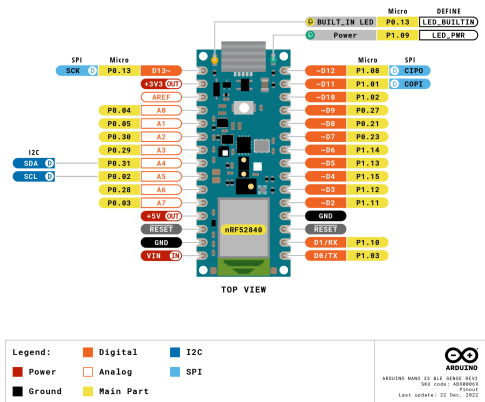 Micro DEFINE
BUILT_IN LED P0.13 LED_BUILTIN
Power P1.09 LED_PWR
SPI Micro
SCK D P0.13 D13~
+3V3 OUT
AREF
P0.04 A0
P0.05 A1
P0.30 A2
P0.29 A3
I2C
SDA D P0.31 A4
SCL D P0.02 A5
P0.28 A6
P0.03 A7
+5V OUT
RESET
GND
VIN IN
Micro SPI
~D12 P1.08 D CIPO
~D11 P1.01 D COPI
~D10 P1.02
~D9 P0.27
~D8 P0.21
~D7 P0.23
~D6 P1.14
~D5 P1.13
~D4 P1.15
~D3 P1.12
~D2 P1.11
GND
RESET
D1/RX P1.10
D0/TX P1.03
nRF52840
TOP VIEW
Legend:
Digital
I2C
Power
Analog
SPI
Ground
Main Part
ARDUINO
ARDUINO NANO 33 BLE SENSE REV2
SKU code: ABX00069
Pinout
Last update: 22 Dec, 2022